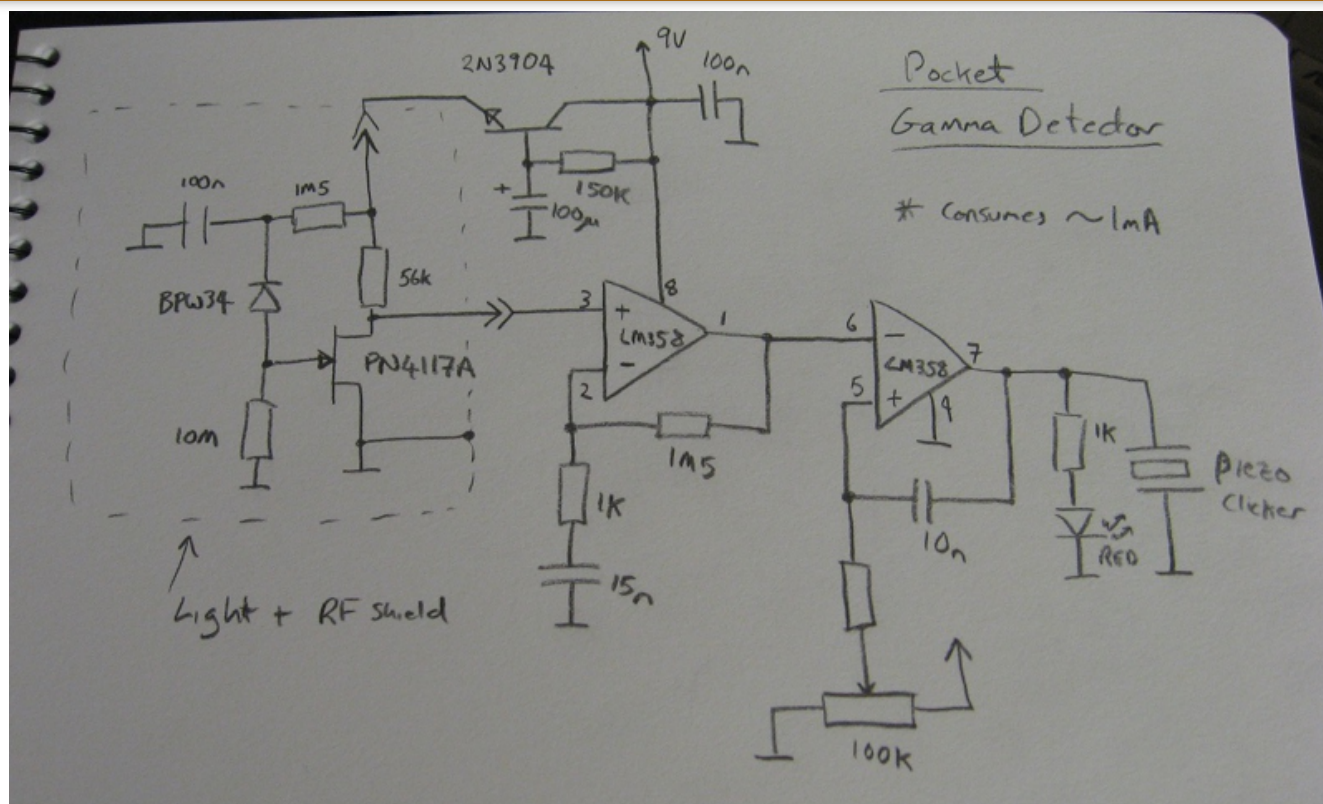 Pocket
Gamma Detector
* Consumes ~ 1mA
2N3904
9V
100n
150K
+
100µ
100n
1M5
56k
BPW34
PN4117A
10M
Light + RF shield
3
+
LM358
-
2
8
1
1M5
1K
15n
6
-
LM358
5
+
7
4
10n
1K
RED
Piezo
Clicker
100K